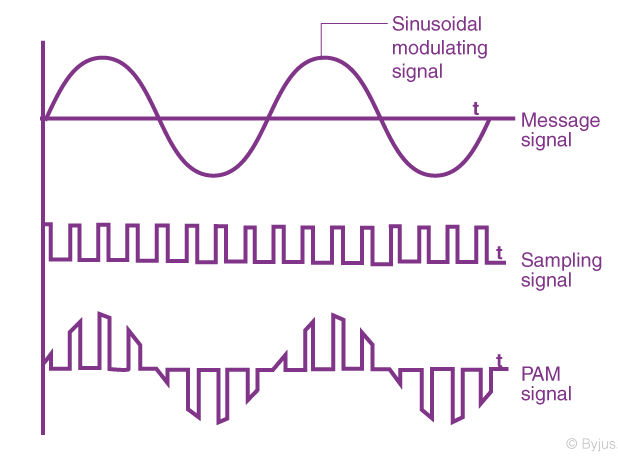 Sinusoidal
modulating
signal
t
Message
signal
t
Sampling
signal
t
PAM
signal
© Byjus